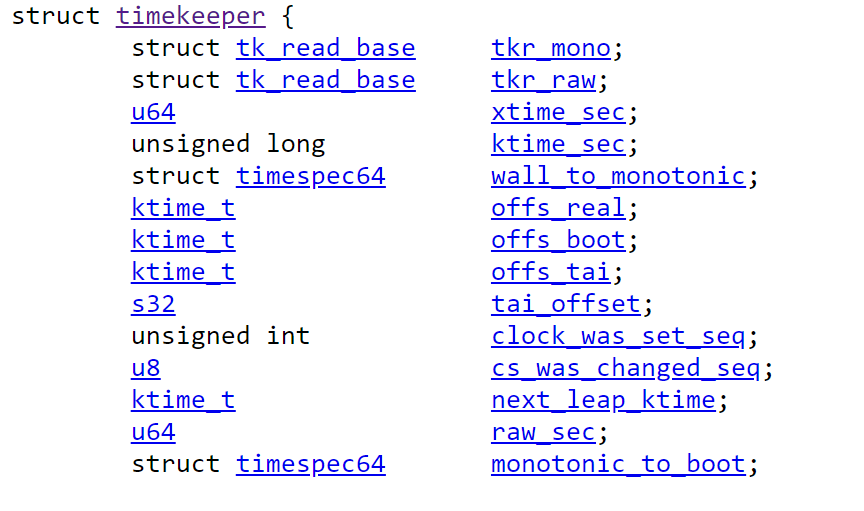 struct timekeeper {
struct tk_read_base tkr_mono;
struct tk_read_base tkr_raw;
u64 xtime_sec;
unsigned long ktime_sec;
struct timespec64 wall_to_monotonic;
ktime_t offs_real;
ktime_t offs_boot;
ktime_t offs_tai;
s32 tai_offset;
unsigned int clock_was_set_seq;
u8 cs_was_changed_seq;
ktime_t next_leap_ktime;
u64 raw_sec;
struct timespec64 monotonic_to_boot;